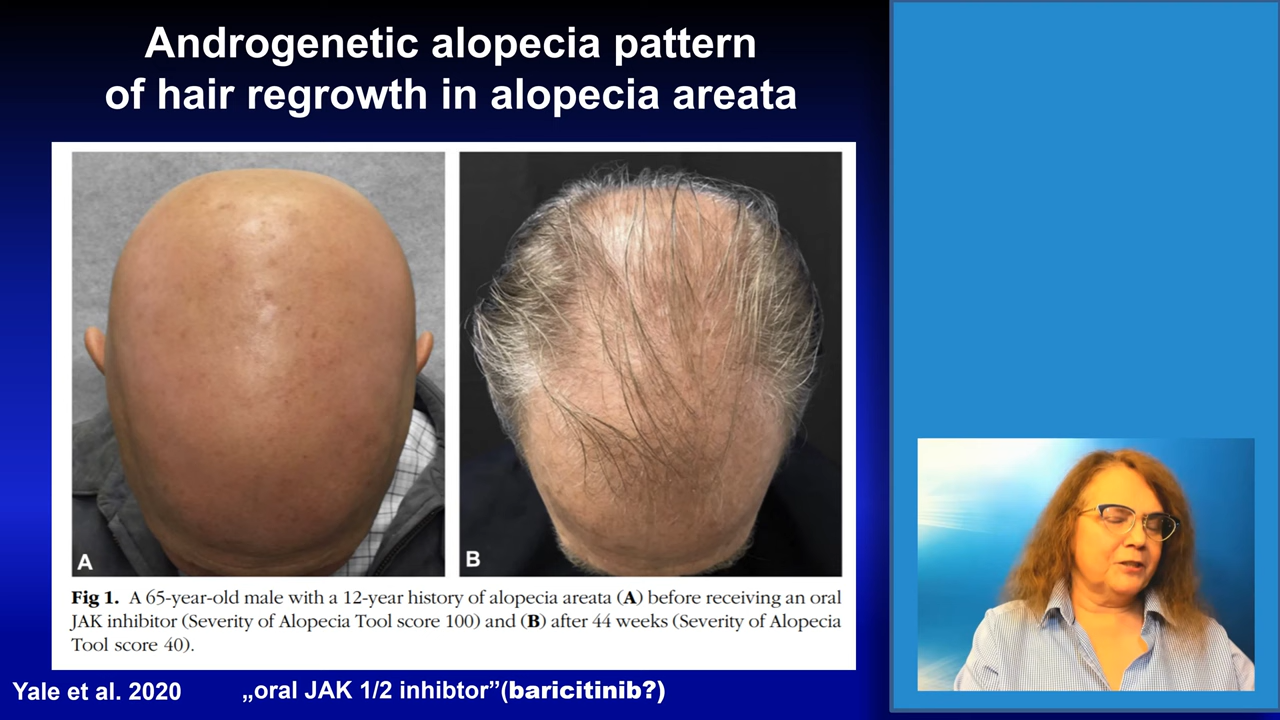 Androgenetic alopecia pattern
of hair regrowth in alopecia areata
A
B
Fig 1. A 65-year-old male with a 12-year history of alopecia areata (A) before receiving an oral
JAK inhibitor (Severity of Alopecia Tool score 100) and (B) after 44 weeks (Severity of Alopecia
Tool score 40).
Yale et al. 2020
„oral JAK 1/2 inhibtor”(baricitinib?)